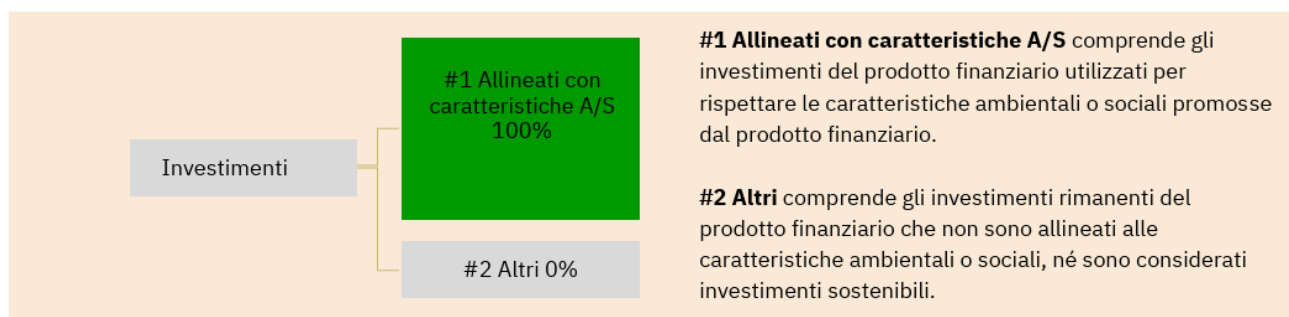 #1 Allineati con
caratteristiche A/S
100%
Investimenti
#2 Altri 0%
#1 Allineati con caratteristiche A/S comprende gli
investimenti del prodotto finanziario utilizzati per
rispettare le caratteristiche ambientali o sociali promosse
dal prodotto finanziario.
#2 Altri comprende gli investimenti rimanenti del
prodotto finanziario che non sono allineati alle
caratteristiche ambientali o sociali, né sono considerati
investimenti sostenibili.